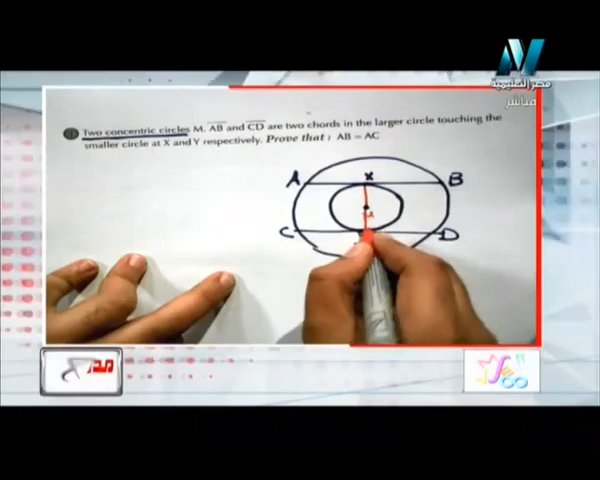 مصر التعليمية
مباشر
Two concentric circles M. AB and CD are two chords in the larger circle touching the
smaller circle at X and Y respectively. Prove that : AB = AC
A X B
M
C D